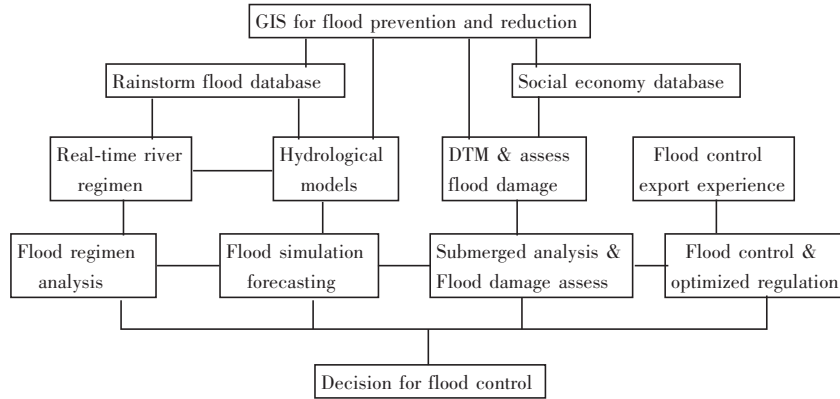 GIS for flood prevention and reduction
Rainstorm flood database
Social economy database
Real-time river
regimen
Hydrological
models
DTM & assess
flood damage
Flood control
export experience
Flood regimen
analysis
Flood simulation
forecasting
Submerged analysis &
Flood damage assess
Flood control &
optimized regulation
Decision for flood control